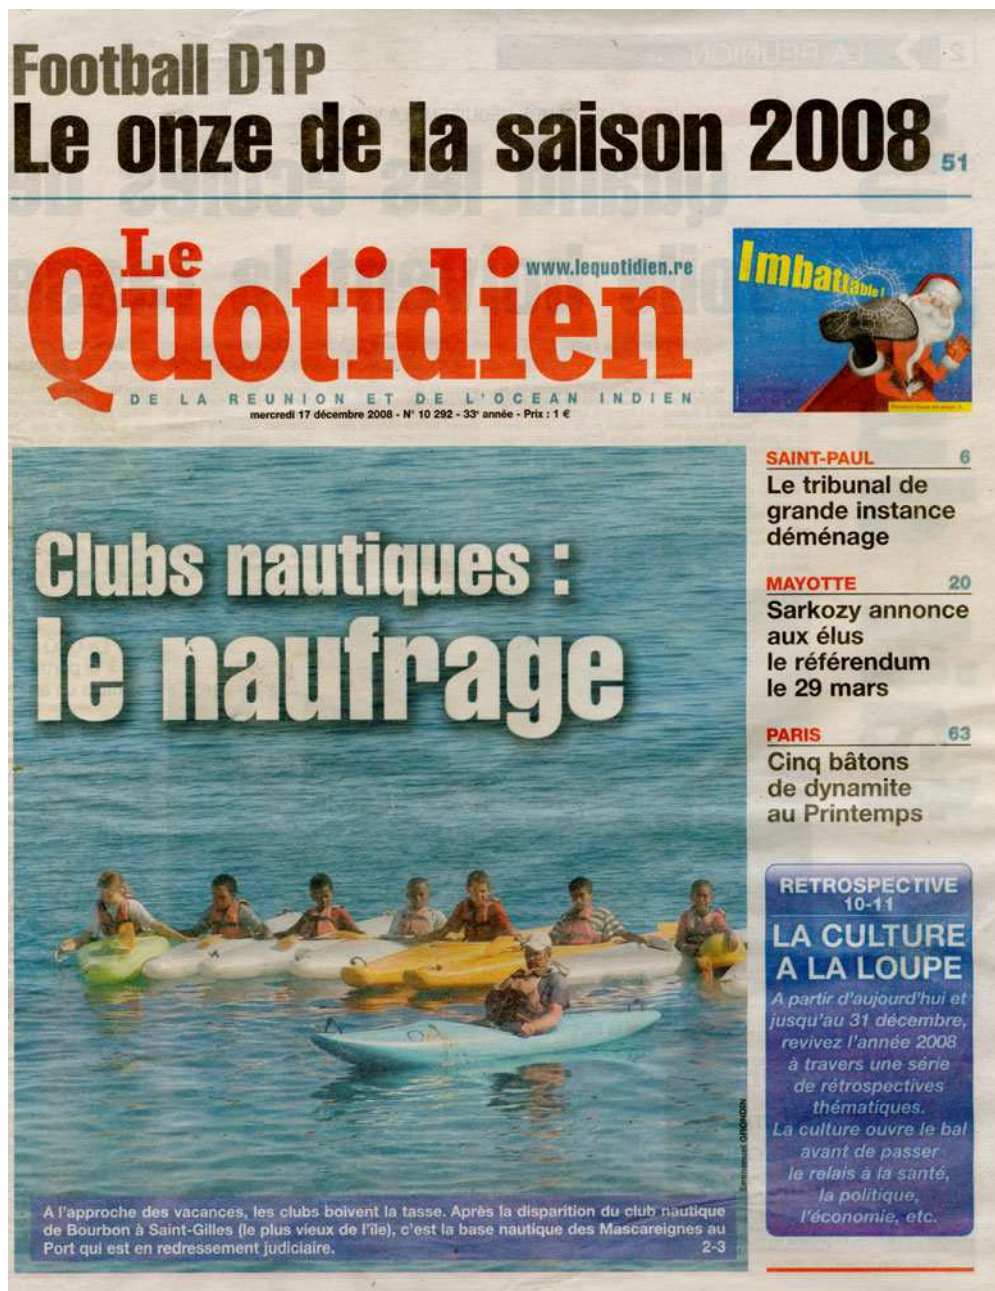 Football D1P
Le onze de la saison 2008 51
Le
Quotidien
www.lequotidien.re
DE LA REUNION ET DE L'OCEAN INDIEN
mercredi 17 décembre 2008 - N° 10 292 - 33e année - Prix : 1 €
Imbattable !
Clubs nautiques :
le naufrage
SAINT-PAUL 6
Le tribunal de
grande instance
déménage
MAYOTTE 20
Sarkozy annonce
aux élus
le référendum
le 29 mars
PARIS 63
Cinq bâtons
de dynamite
au Printemps
RETROSPECTIVE
10-11
LA CULTURE
A LA LOUPE
A partir d'aujourd'hui et
jusqu'au 31 décembre,
revivez l'année 2008
à travers une série
de rétrospectives
thématiques.
La culture ouvre le bal
avant de passer
le relais à la santé,
la politique,
l'économie, etc.
GRONDIN
A l'approche des vacances, les clubs boivent la tasse. Après la disparition du club nautique
de Bourbon à Saint-Gilles (le plus vieux de l'île), c'est la base nautique des Mascareignes au
Port qui est en redressement judiciaire. 2-3